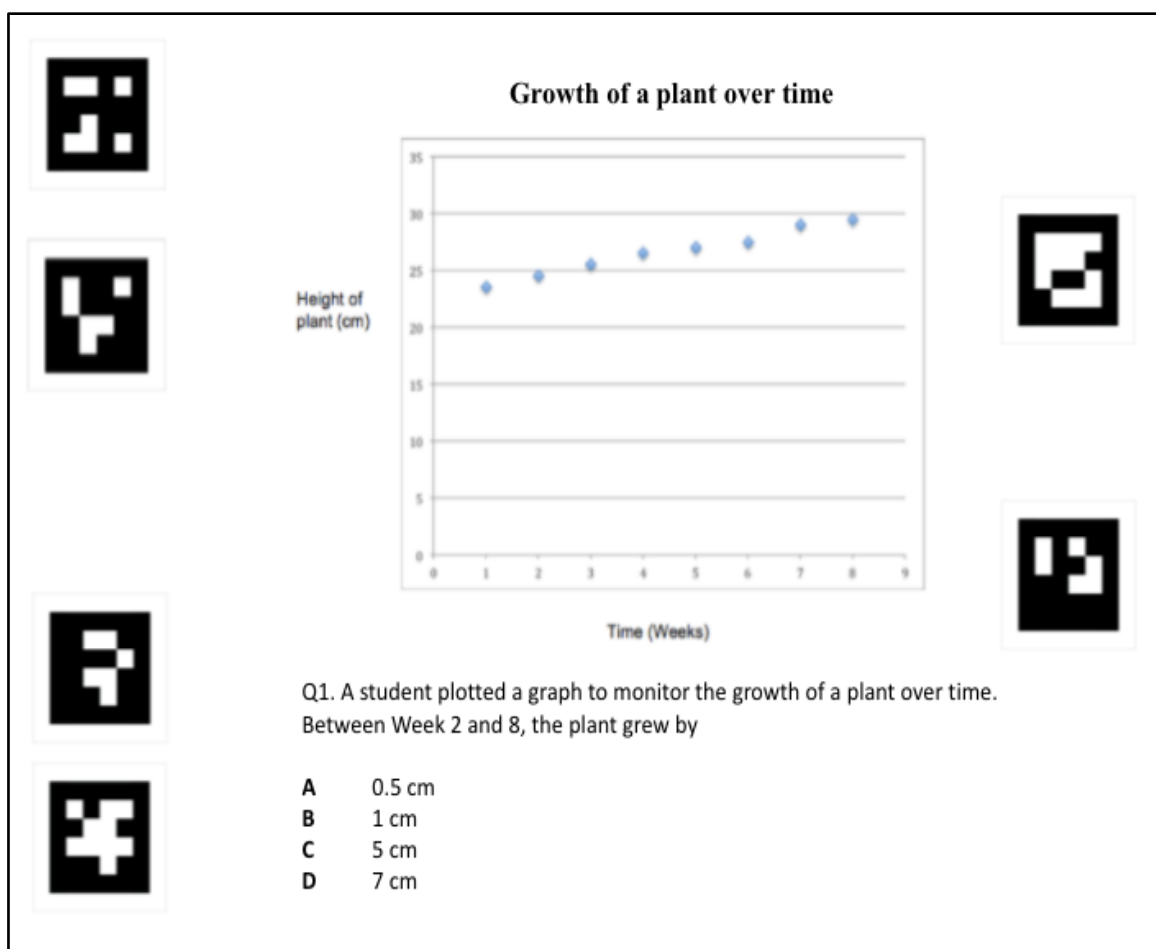 Growth of a plant over time
35
30
25
20
15
10
5
0
Height of
plant (cm)
0 1 2 3 4 5 6 7 8 9
Time (Weeks)
Q1. A student plotted a graph to monitor the growth of a plant over time.
Between Week 2 and 8, the plant grew by
A 0.5 cm
B 1 cm
C 5 cm
D 7 cm